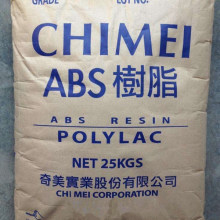 GRADE LOT NO:
CHIMEI
ABS 樹脂
ABS RESIN
POLYLAC
NET 25KGS
奇美實業股份有限公司
CHI MEI CORPORATION